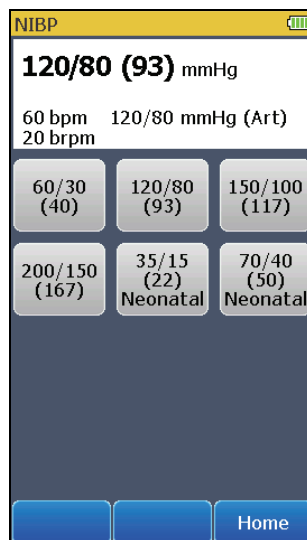 NIBP
120/80 (93) mmHg
60 bpm 120/80 mmHg (Art)
20 brpm
60/30 120/80 150/100
(40) (93) (117)
200/150 35/15 70/40
(167) (22) (50)
Neonatal Neonatal
Home